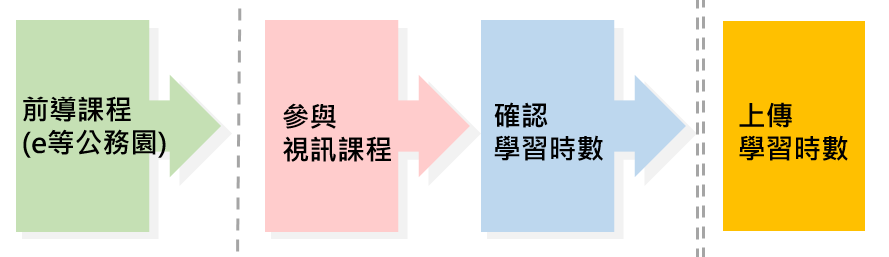 前導課程
(e等公務園)
參與
視訊課程
確認
學習時數
上傳
學習時數